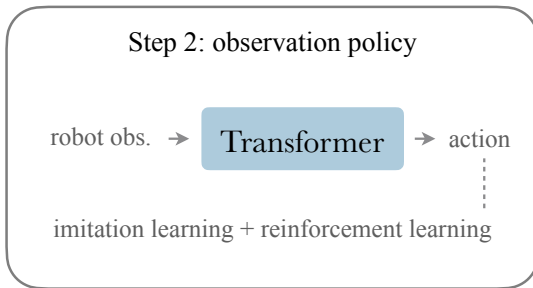 Step 2: observation policy
robot obs.
Transformer
action
imitation learning + reinforcement learning